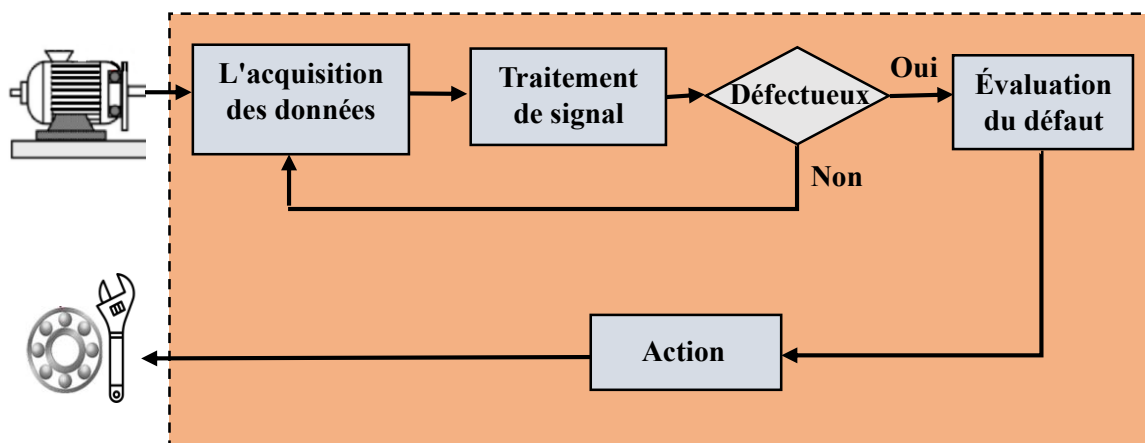 L'acquisition
des données
Traitement
de signal
Défectueux
Oui
Évaluation
du défaut
Non
Action